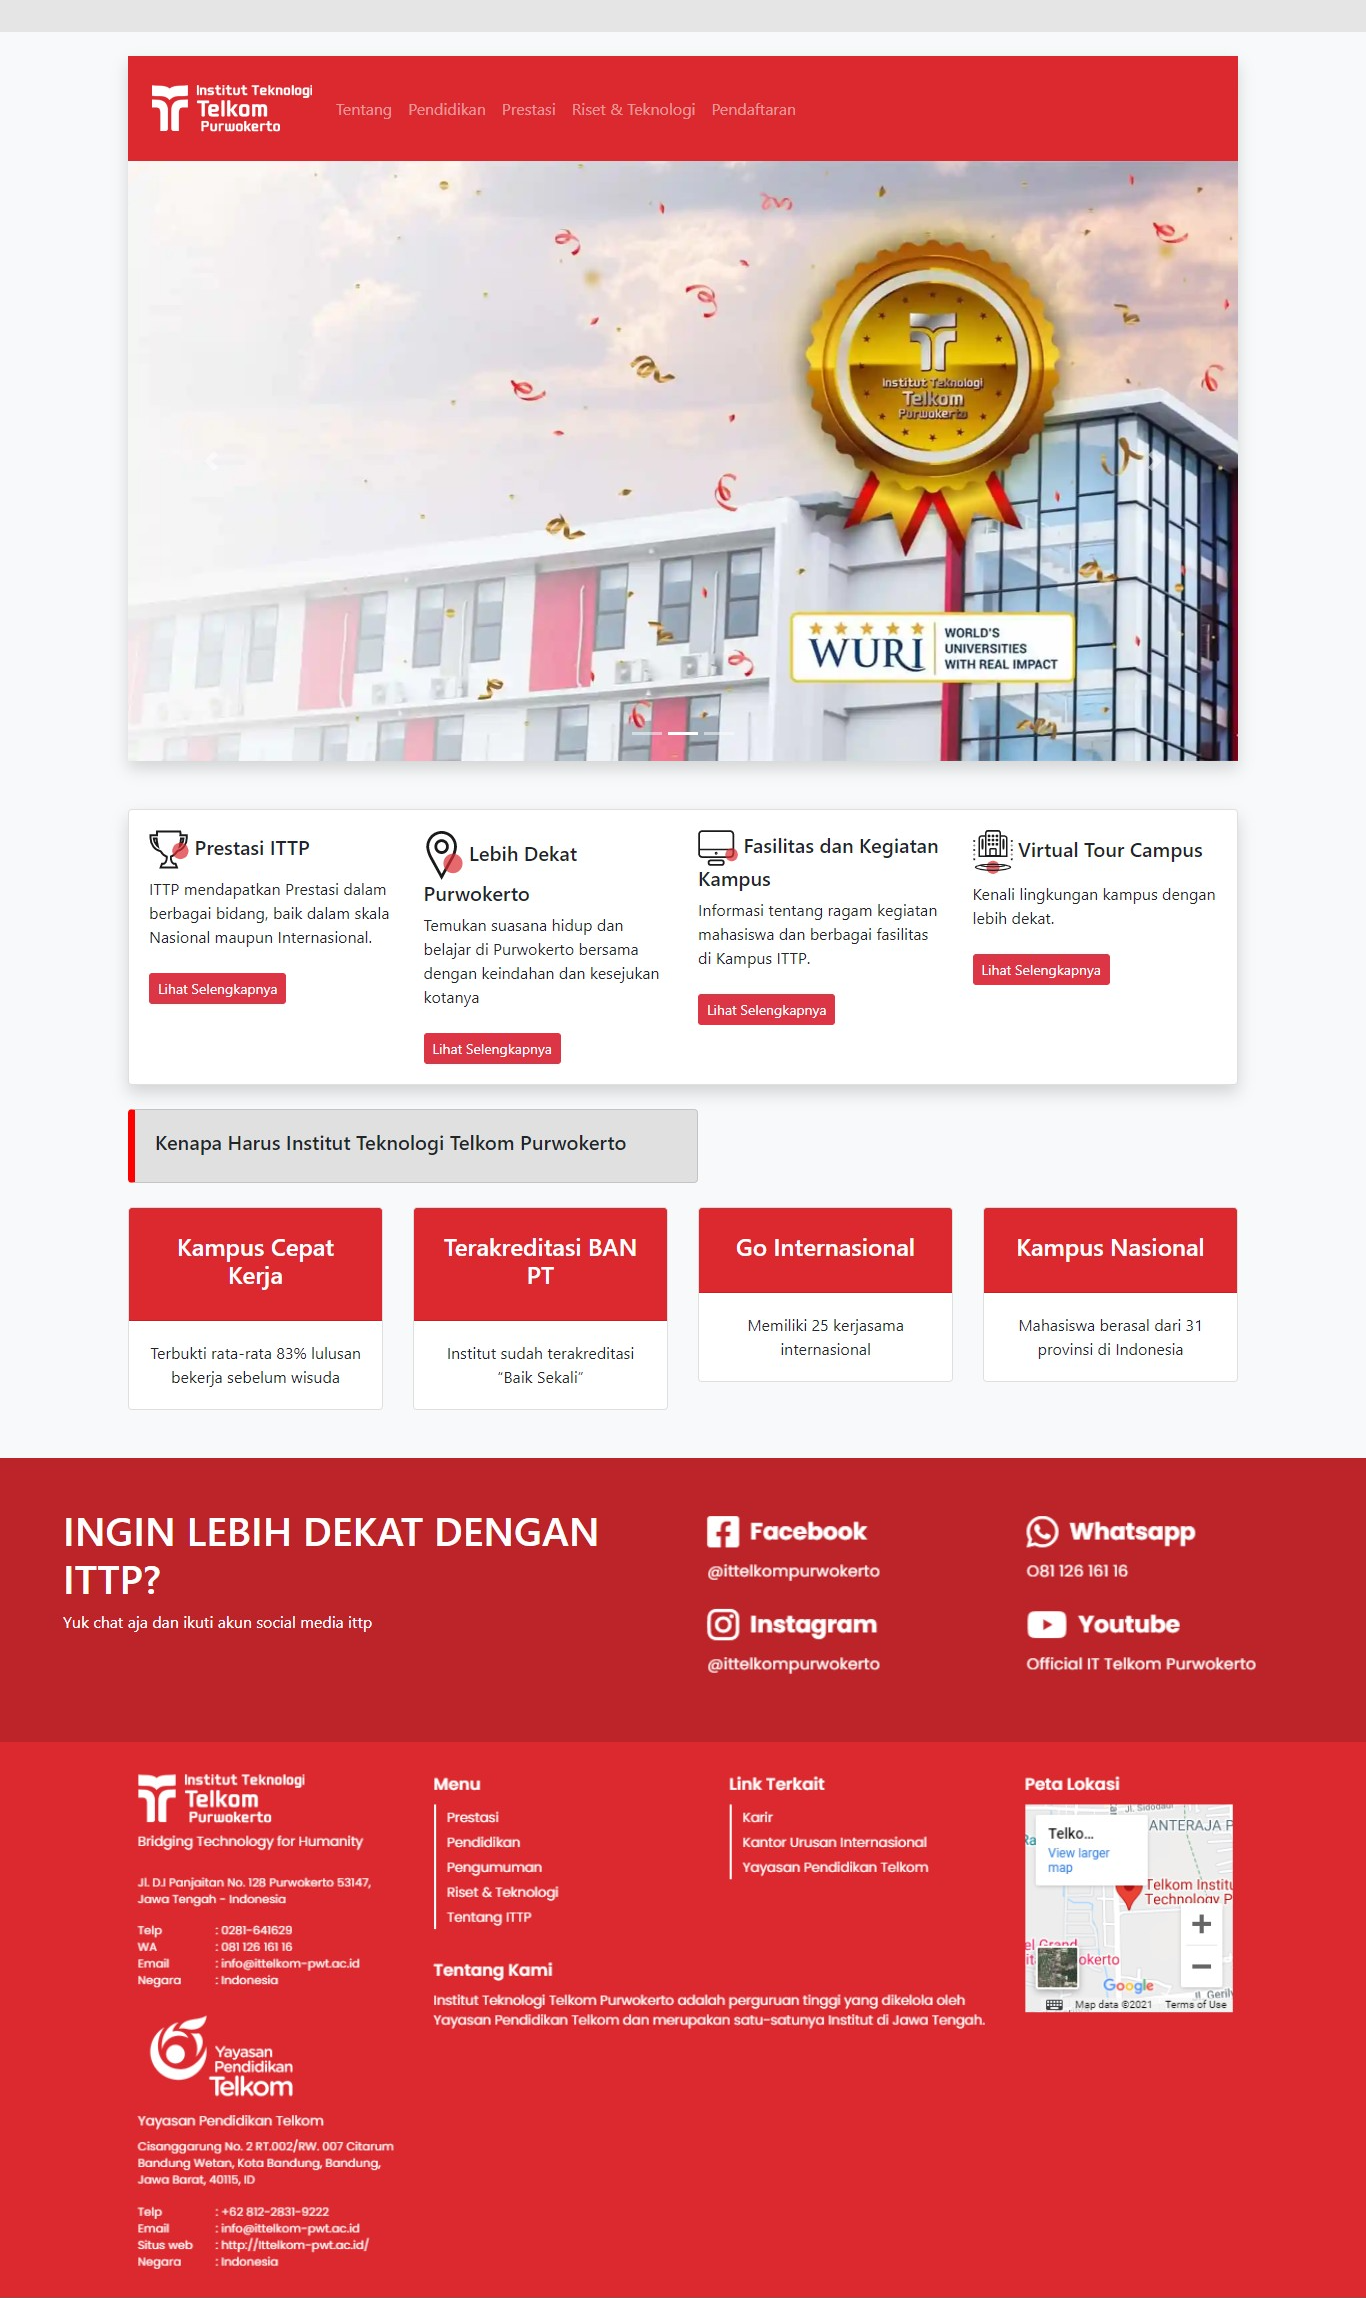 Institut Teknologi
Telkom
Purwokerto
Tentang Pendidikan Prestasi Riset & Teknologi Pendaftaran
Institut Teknologi
Telkom
Purwokerto
WURI
WORLD'S
UNIVERSITIES
WITH REAL IMPACT
Prestasi ITTP
ITTP mendapatkan Prestasi dalam
berbagai bidang, baik dalam skala
Nasional maupun Internasional.
Lihat Selengkapnya
Lebih Dekat
Purwokerto
Temukan suasana hidup dan
belajar di Purwokerto bersama
dengan keindahan dan kesejukan
kotanya
Lihat Selengkapnya
Fasilitas dan Kegiatan
Kampus
Informasi tentang ragam kegiatan
mahasiswa dan berbagai fasilitas
di Kampus ITTP.
Lihat Selengkapnya
Virtual Tour Campus
Kenali lingkungan kampus dengan
lebih dekat.
Lihat Selengkapnya
Kenapa Harus Institut Teknologi Telkom Purwokerto
Kampus Cepat
Kerja
Terbukti rata-rata 83% lulusan
bekerja sebelum wisuda
Terakreditasi BAN
PT
Institut sudah terakreditasi
“Baik Sekali”
Go Internasional
Memiliki 25 kerjasama
internasional
Kampus Nasional
Mahasiswa berasal dari 31
provinsi di Indonesia
INGIN LEBIH DEKAT DENGAN
ITTP?
Yuk chat aja dan ikuti akun social media ittp
Facebook
@ittelkompurwokerto
Whatsapp
081 126 161 16
Instagram
@ittelkompurwokerto
Youtube
Official IT Telkom Purwokerto
Institut Teknologi
Telkom
Purwokerto
Bridging Technology for Humanity
Jl. D.I Panjaitan No. 128 Purwokerto 53147,
Jawa Tengah - Indonesia
Telp : 0281-641629
WA : 081 126 161 16
Email : info@ittelkom-pwt.ac.id
Negara : Indonesia
Yayasan
Pendidikan
Telkom
Yayasan Pendidikan Telkom
Cisanggarung No. 2 RT.002/RW. 007 Citarum
Bandung Wetan, Kota Bandung, Bandung,
Jawa Barat, 40115, ID
Telp : +62 812-2831-9222
Email : info@ittelkom-pwt.ac.id
Situs web : http://Ittelkom-pwt.ac.id/
Negara : Indonesia
Menu
Prestasi
Pendidikan
Pengumuman
Riset & Teknologi
Tentang ITTP
Link Terkait
Karir
Kantor Urusan Internasional
Yayasan Pendidikan Telkom
Tentang Kami
Institut Teknologi Telkom Purwokerto adalah perguruan tinggi yang dikelola oleh
Yayasan Pendidikan Telkom dan merupakan satu-satunya Institut di Jawa Tengah.
Peta Lokasi
ANTERAJA P
Telko...
View larger
map
Telkom Institu
Technology P
el Grand
okerto
Google
Jl. Geril
Map data ©2021 Terms of Use